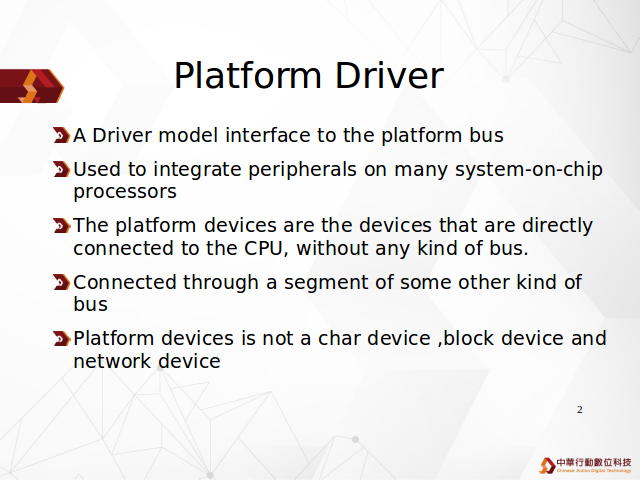 Platform Driver
A Driver model interface to the platform bus
Used to integrate peripherals on many system-on-chip
processors
The platform devices are the devices that are directly
connected to the CPU, without any kind of bus.
Connected through a segment of some other kind of
bus
Platform devices is not a char device ,block device and
network device
2
中華行動數位科技
Chinese Action Digital Technology